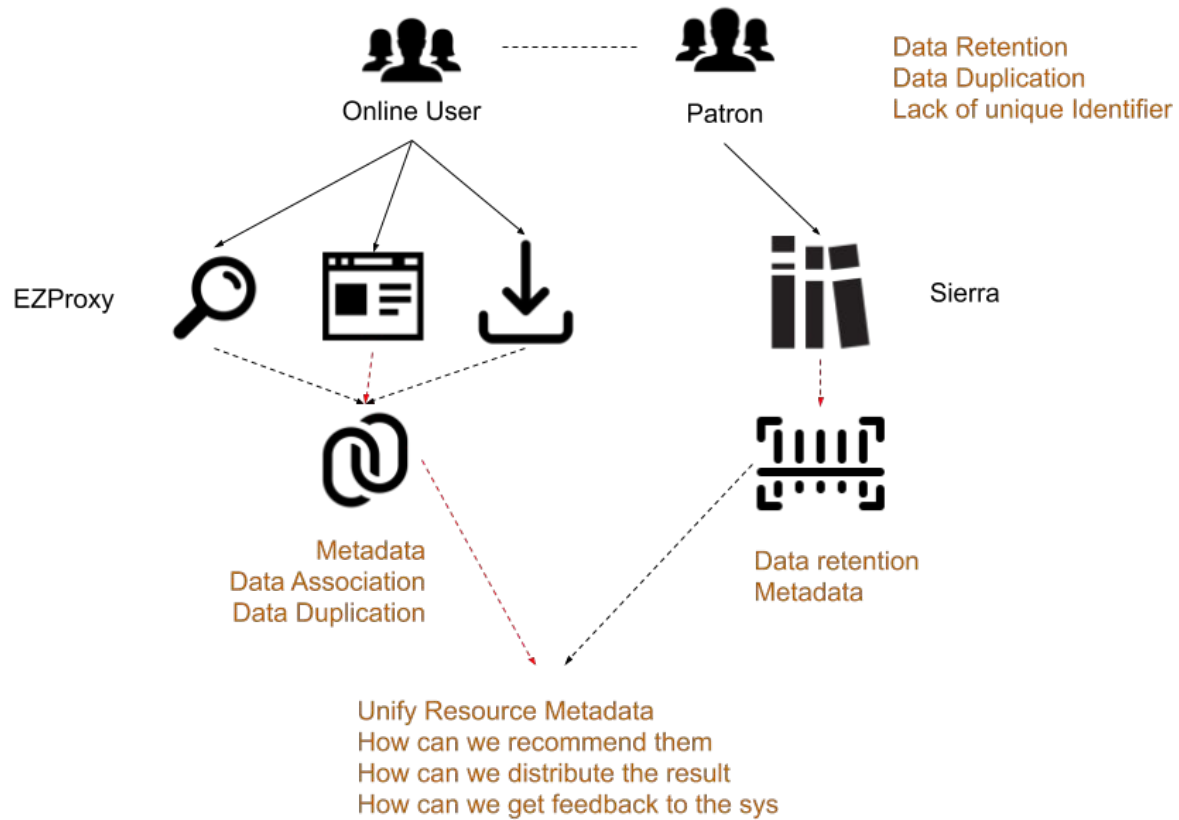 Online User
Patron
Data Retention
Data Duplication
Lack of unique Identifier
EZProxy
Sierra
Metadata
Data Association
Data Duplication
Data retention
Metadata
Unify Resource Metadata
How can we recommend them
How can we distribute the result
How can we get feedback to the sys